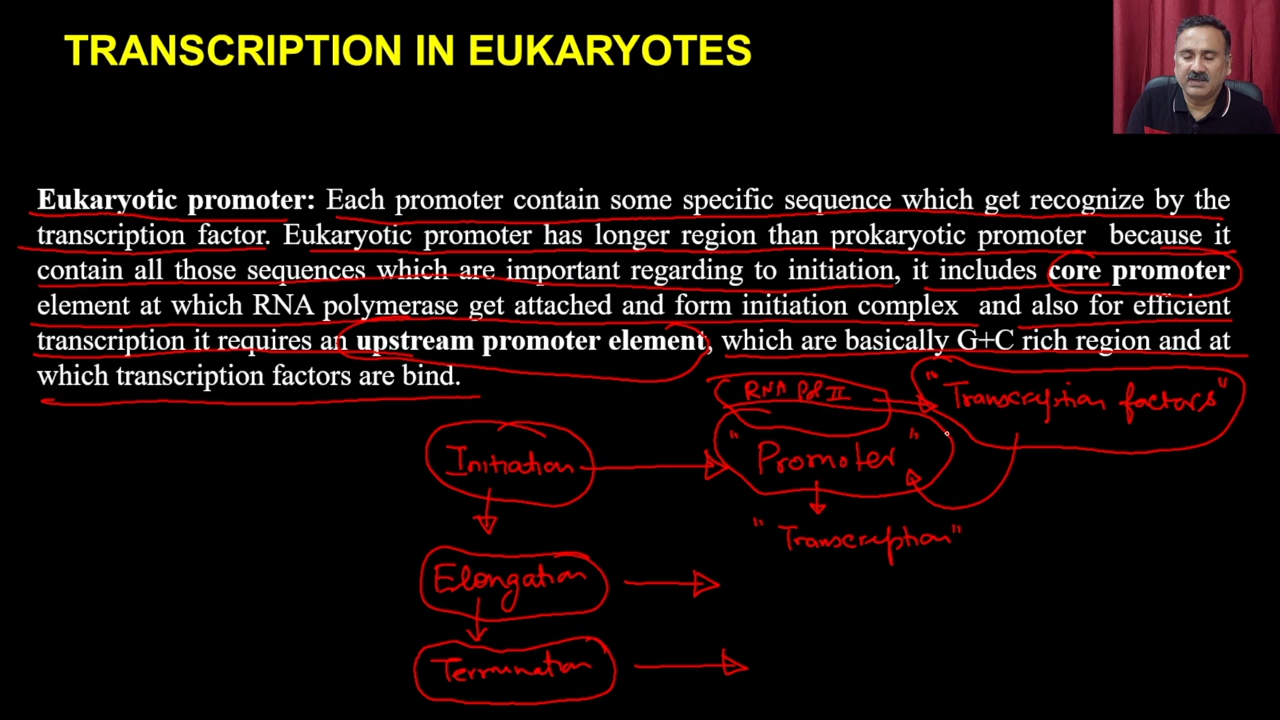 TRANSCRIPTION IN EUKARYOTES
Eukaryotic promoter: Each promoter contain some specific sequence which get recognize by the
transcription factor. Eukaryotic promoter has longer region than prokaryotic promoter because it
contain all those sequences which are important regarding to initiation, it includes core promoter
element at which RNA polymerase get attached and form initiation complex and also for efficient
transcription it requires an upstream promoter element, which are basically G+C rich region and at
which transcription factors are bind.
RNA Pol II
"Transcription factors"
Initiation
"Promoter"
"Transcription"
Elongation
Termination